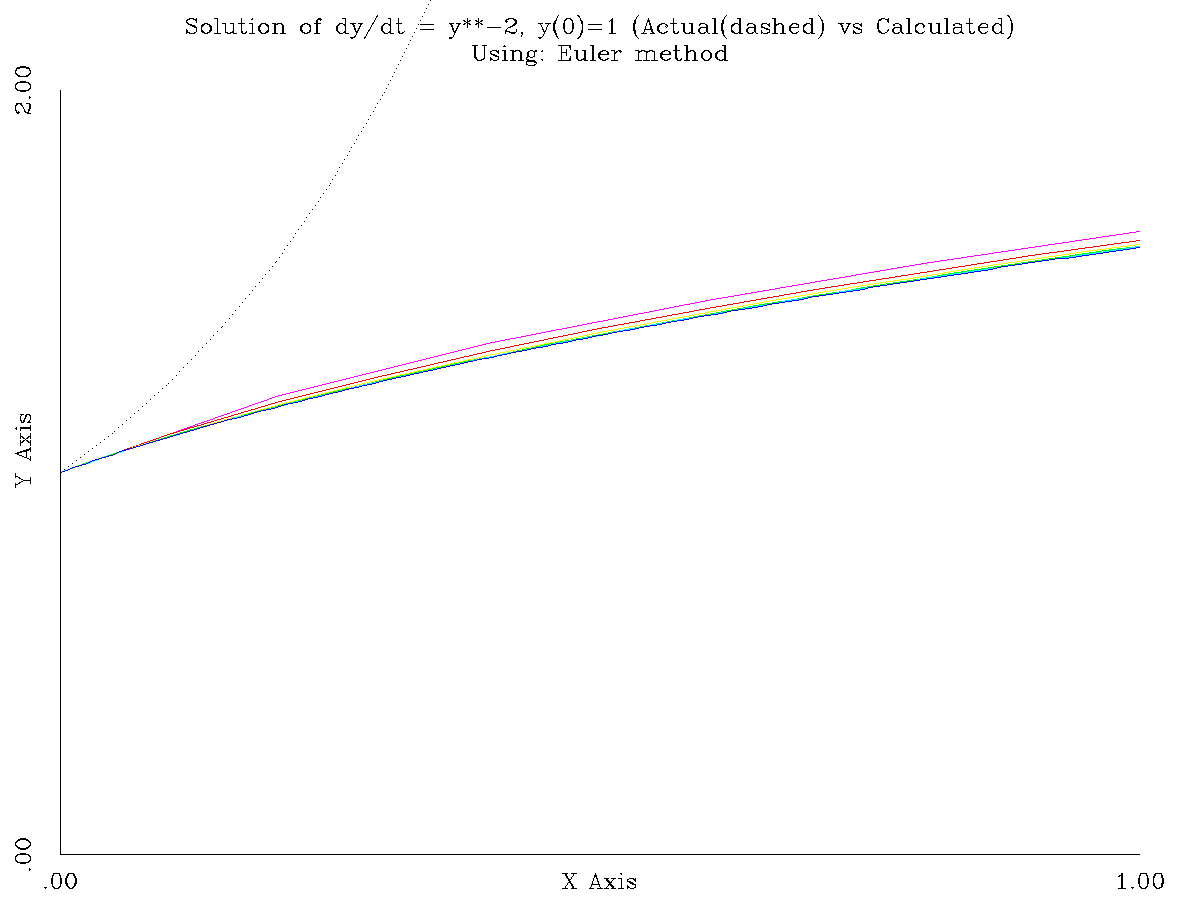 Solution of dy/dt = y**-2, y(0)=1 (Actual(dashed) vs Calculated)
Using: Euler method
2.00
Y Axis
.00
.00
X Axis
1.00